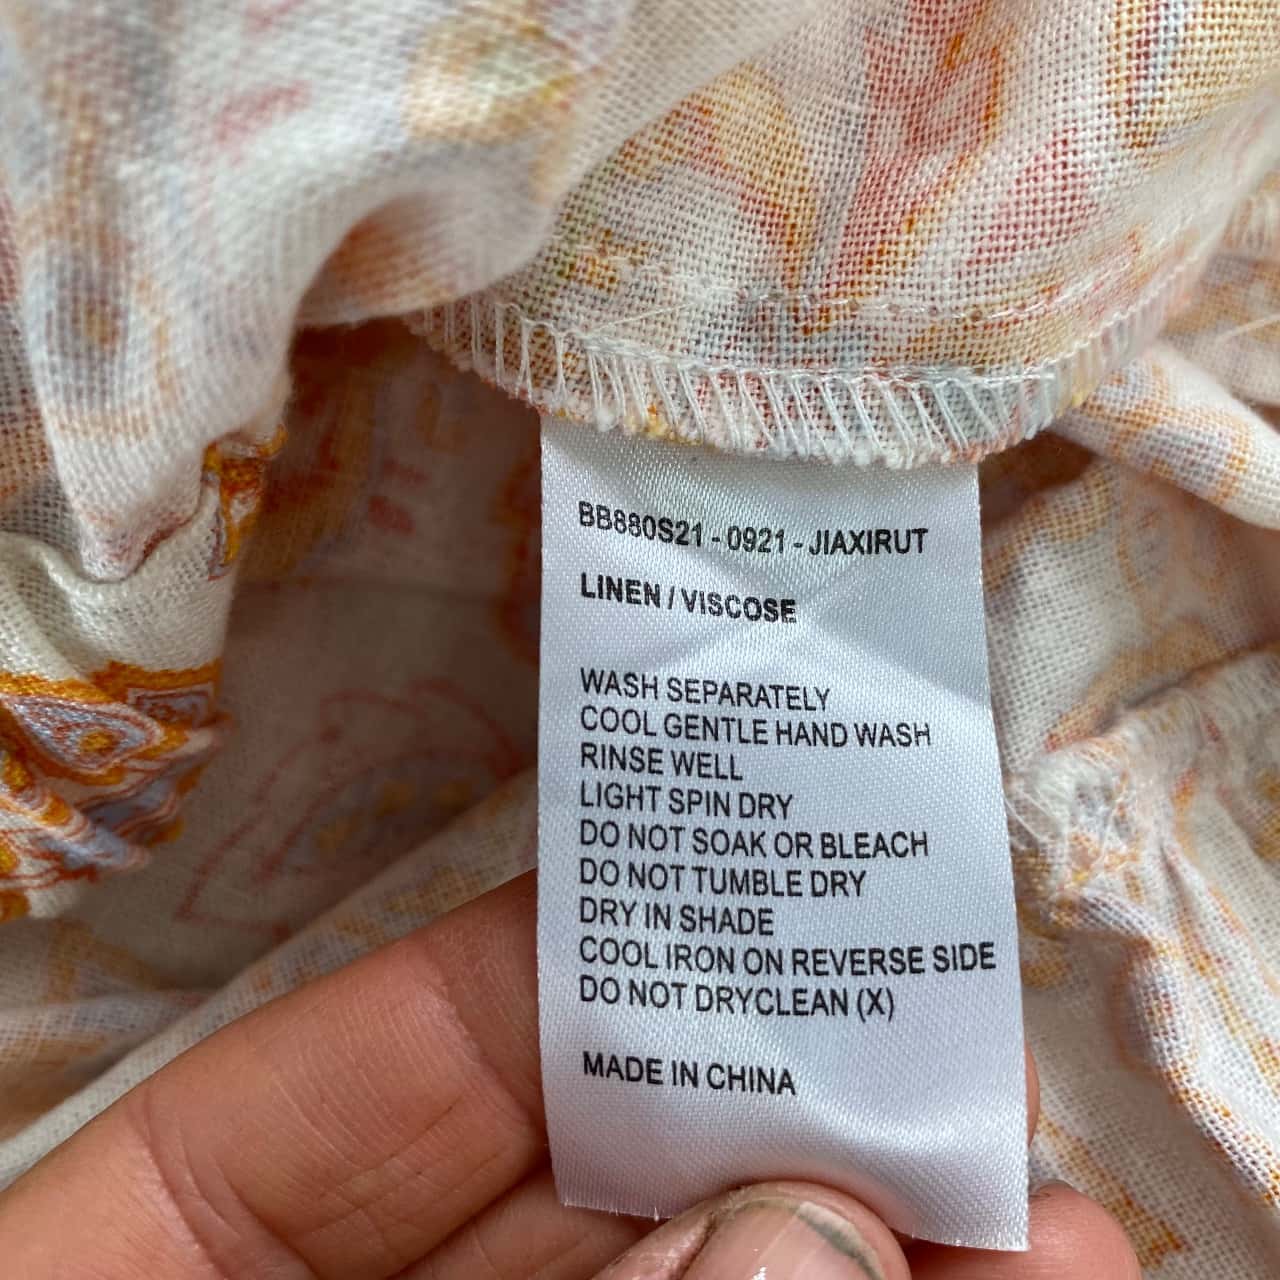 BB880S21 - 0921 - JIAXIRUT
LINEN / VISCOSE
WASH SEPARATELY
COOL GENTLE HAND WASH
RINSE WELL
LIGHT SPIN DRY
DO NOT SOAK OR BLEACH
DO NOT TUMBLE DRY
DRY IN SHADE
COOL IRON ON REVERSE SIDE
DO NOT DRYCLEAN (X)
MADE IN CHINA